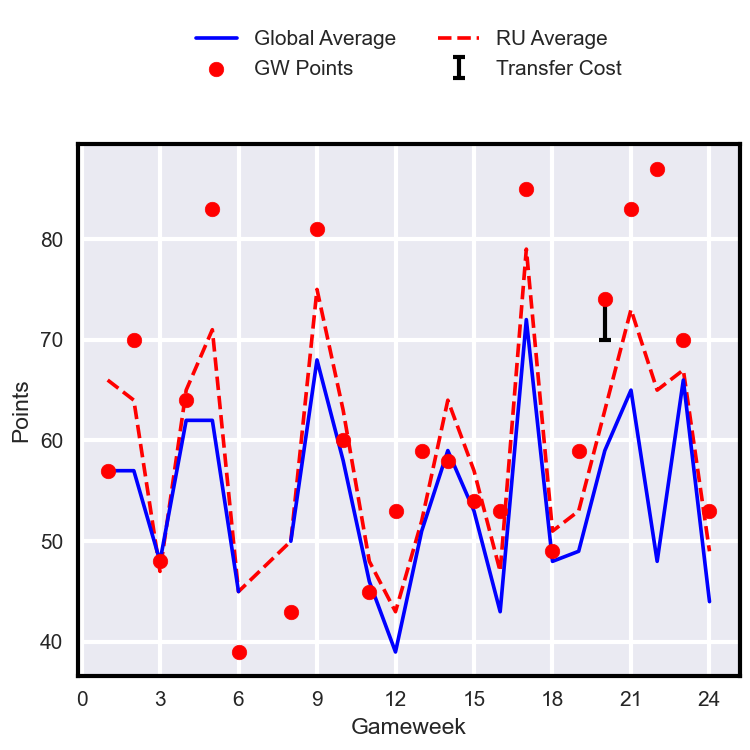 Global Average RU Average
GW Points Transfer Cost
80
70
60
50
40
Points
0 3 6 9 12 15 18 21 24
Gameweek